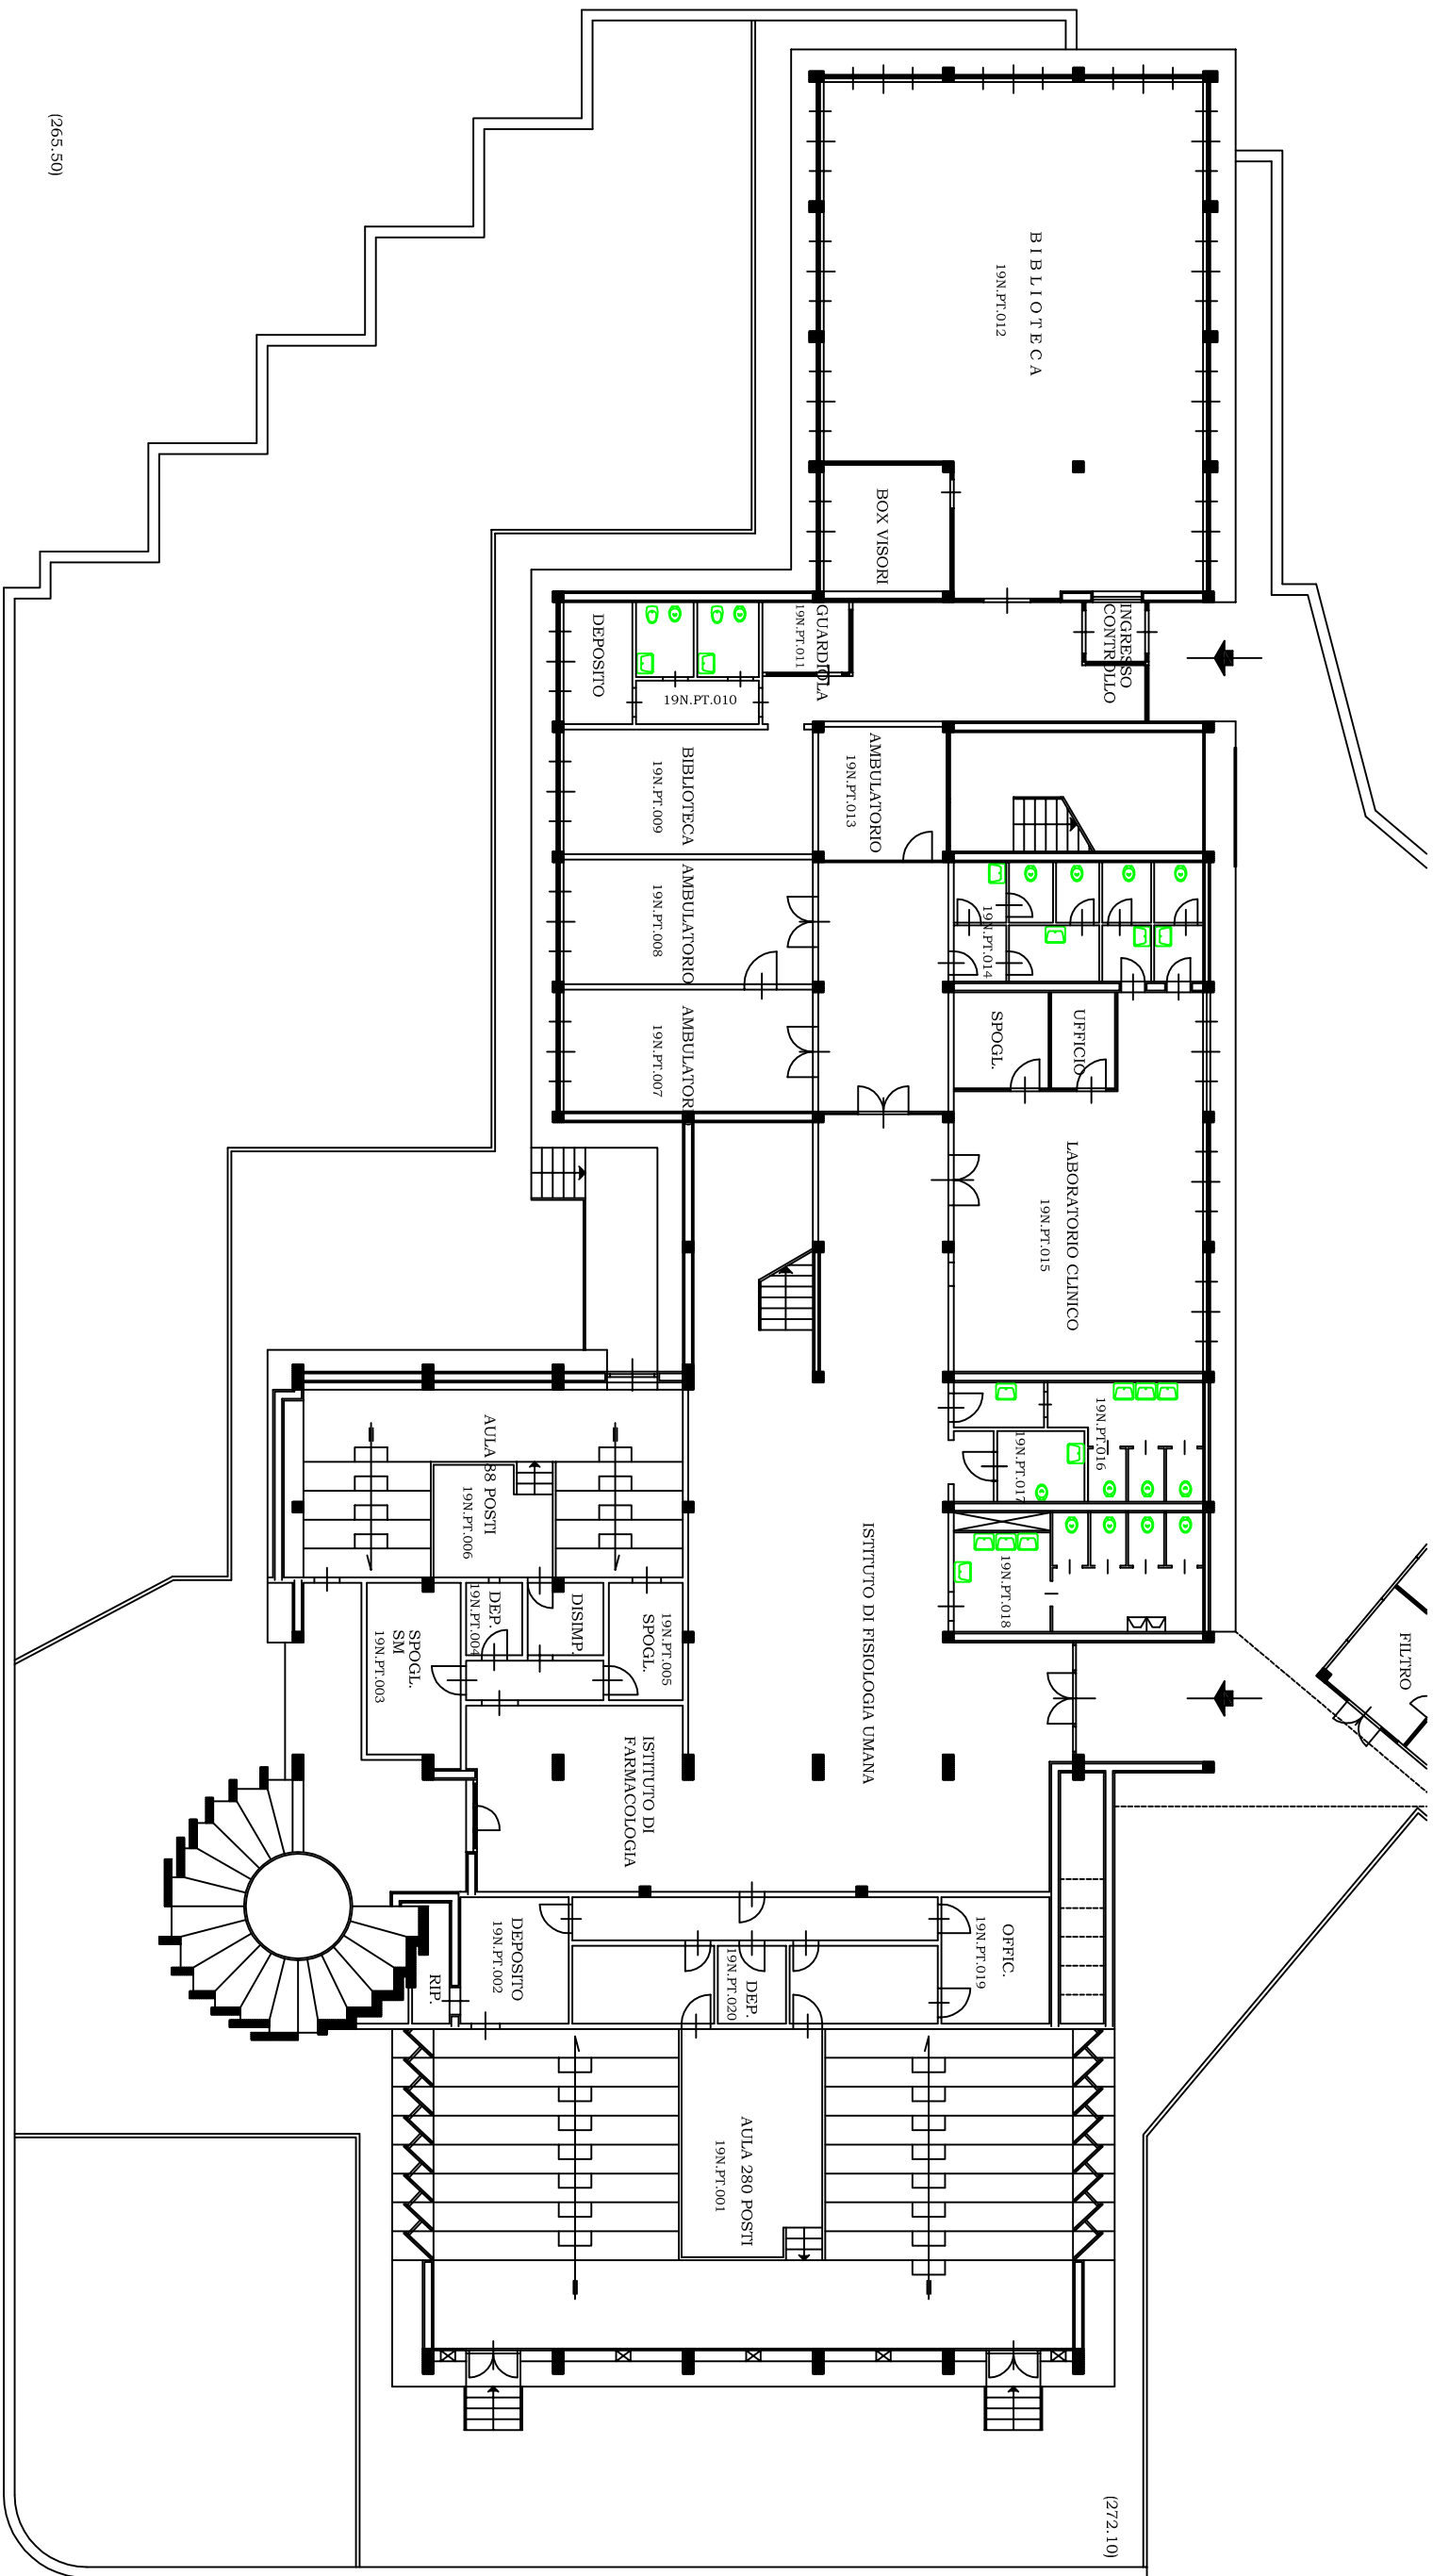 (265.50)
B I B L I O T E C A
19N.PT.012
BOX VISORI
INGRESSO
CONTROLLO
GUARDIOLA
19N.PT.011
DEPOSITO
19N.PT.010
BIBLIOTECA
19N.PT.009
AMBULATORIO
19N.PT.013
AMBULATORIO
19N.PT.008
19N.PT.014
AMBULATORI
19N.PT.007
SPOGL.
UFFICIO
LABORATORIO CLINICO
19N.PT.015
19N.PT.016
19N.PT.017
19N.PT.018
AULA 88 POSTI
19N.PT.006
ISTITUTO DI FISIOLOGIA UMANA
FILTRO
DEP.
19N.PT.004
DISIMP.
19N.PT.005
SPOGL.
SPOGL.
SM
19N.PT.003
ISTITUTO DI
FARMACOLOGIA
DEPOSITO
19N.PT.002
RIP.
DEP.
19N.PT.020
OFFIC.
19N.PT.019
AULA 280 POSTI
19N.PT.001
(272.10)